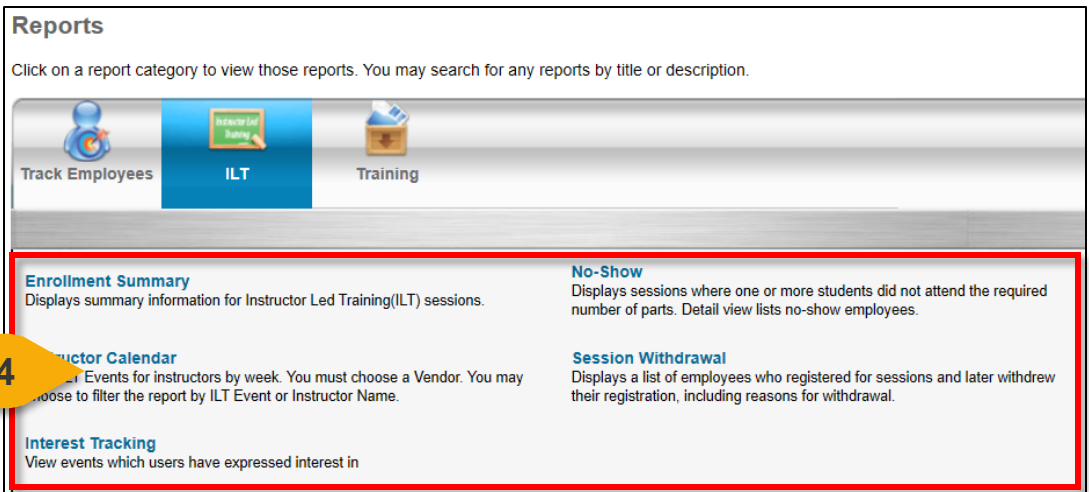 Reports
Click on a report category to view those reports. You may search for any reports by title or description.
Instructor Led
Training
Track Employees
ILT
Training
Enrollment Summary
Displays summary information for Instructor Led Training(ILT) sessions.
No-Show
Displays sessions where one or more students did not attend the required
number of parts. Detail view lists no-show employees.
4
Calendar
Events for instructors by week. You must choose a Vendor. You may
to filter the report by ILT Event or Instructor Name.
Session Withdrawal
Displays a list of employees who registered for sessions and later withdrew
their registration, including reasons for withdrawal.
Interest Tracking
View events which users have expressed interest in